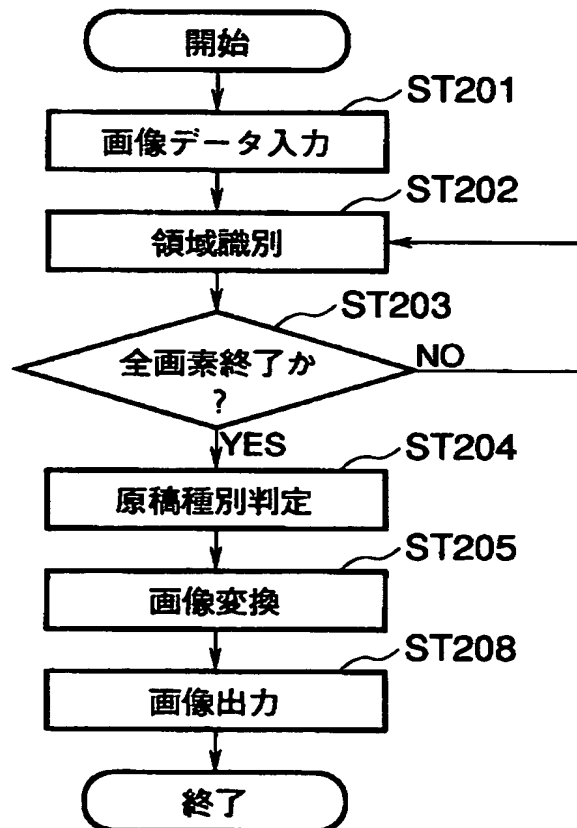 開始
ST201
画像データ入力
ST202
領域識別
ST203
全画素終了か
?
NO
YES
ST204
原稿種別判定
ST205
画像変換
ST208
画像出力
終了